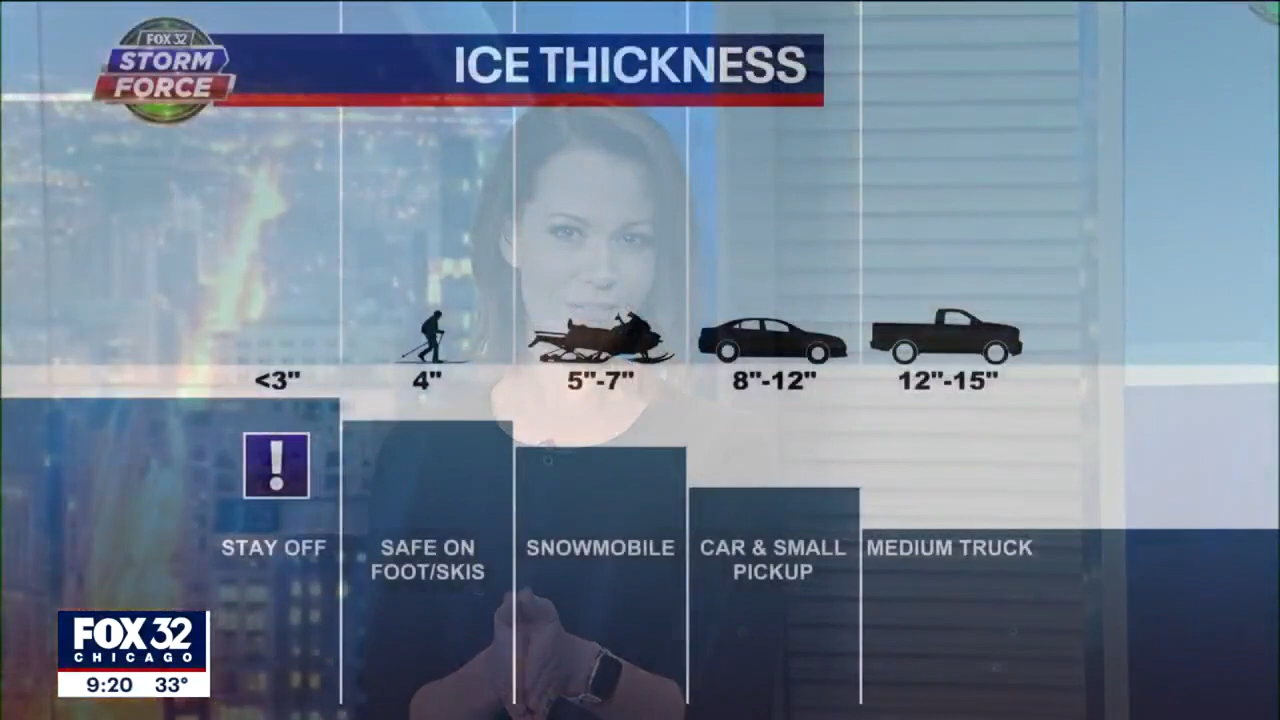 FOX 32
STORM
FORCE
ICE THICKNESS
<3"
4"
5"-7"
8"-12"
12"-15"
!
STAY OFF
SAFE ON
FOOT/SKIS
SNOWMOBILE
CAR & SMALL
PICKUP
MEDIUM TRUCK
FOX 32
CHICAGO
9:20 33°